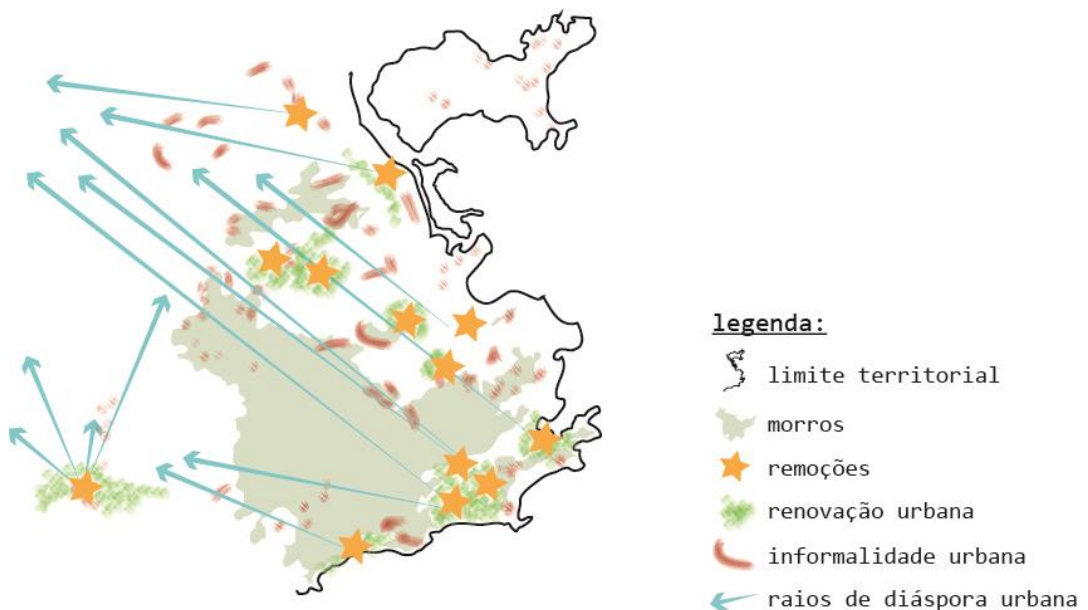 legenda:
limite territorial
morros
remoções
renovação urbana
informalidade urbana
raios de diáspora urbana